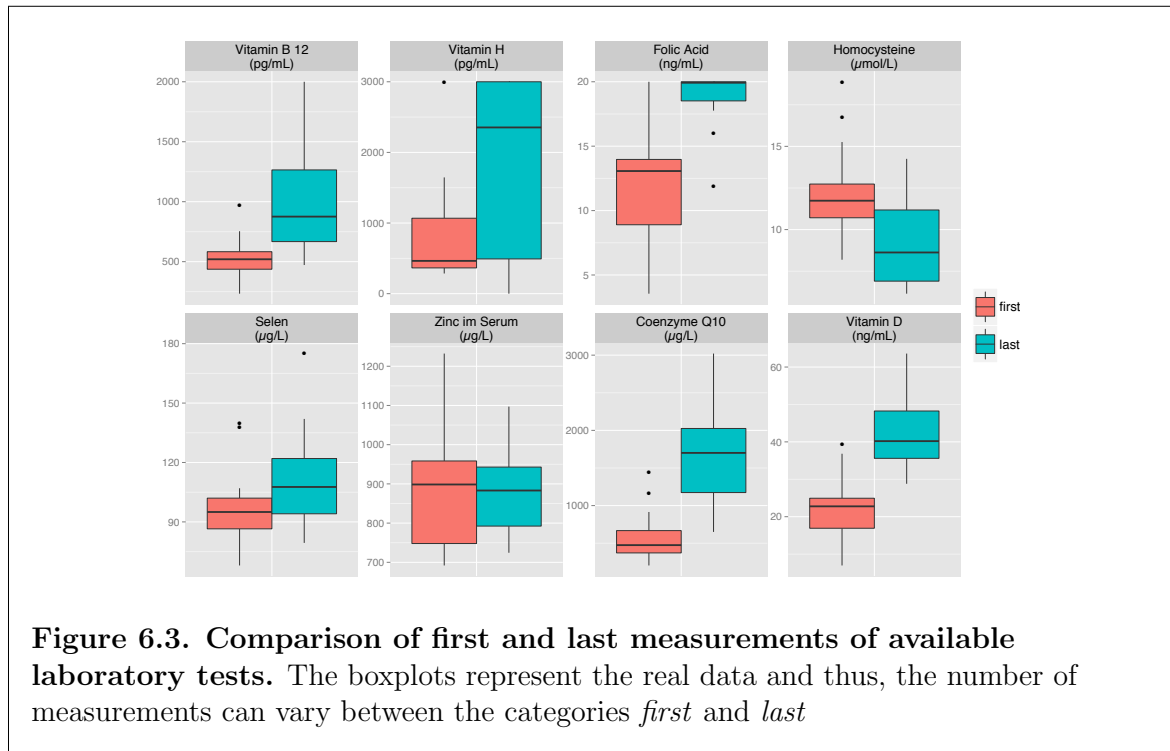 Vitamin B 12
(pg/mL)
Vitamin H
(pg/mL)
Folic Acid
(ng/mL)
Homocysteine
(µmol/L)
2000
1500
1000
500
3000
2000
1000
0
20
15
10
5
15
10
first
last
Selen
(µg/L)
Zinc im Serum
(µg/L)
Coenzyme Q10
(µg/L)
Vitamin D
(ng/mL)
180
150
120
90
1200
1100
1000
900
800
700
3000
2000
1000
60
40
20
Figure 6.3. Comparison of first and last measurements of available
laboratory tests. The boxplots represent the real data and thus, the number of
measurements can vary between the categories first and last